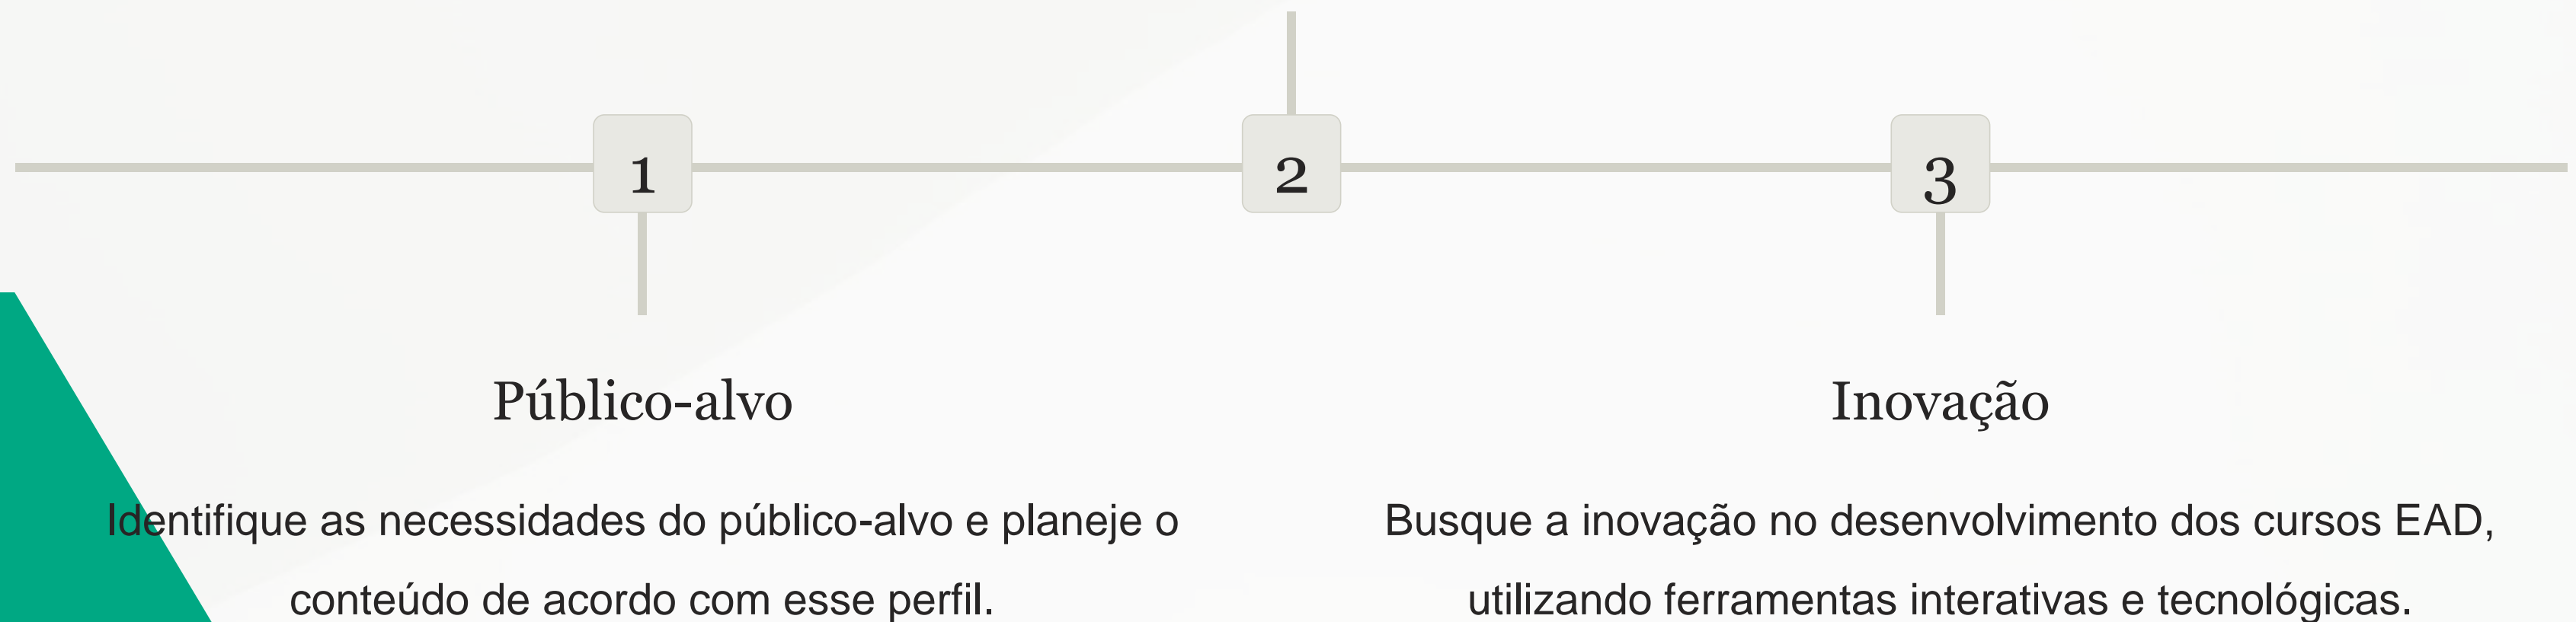 1
2
3
Público-alvo
Identifique as necessidades do público-alvo e planeje o
conteúdo de acordo com esse perfil.
Inovação
Busque a inovação no desenvolvimento dos cursos EAD,
utilizando ferramentas interativas e tecnológicas.